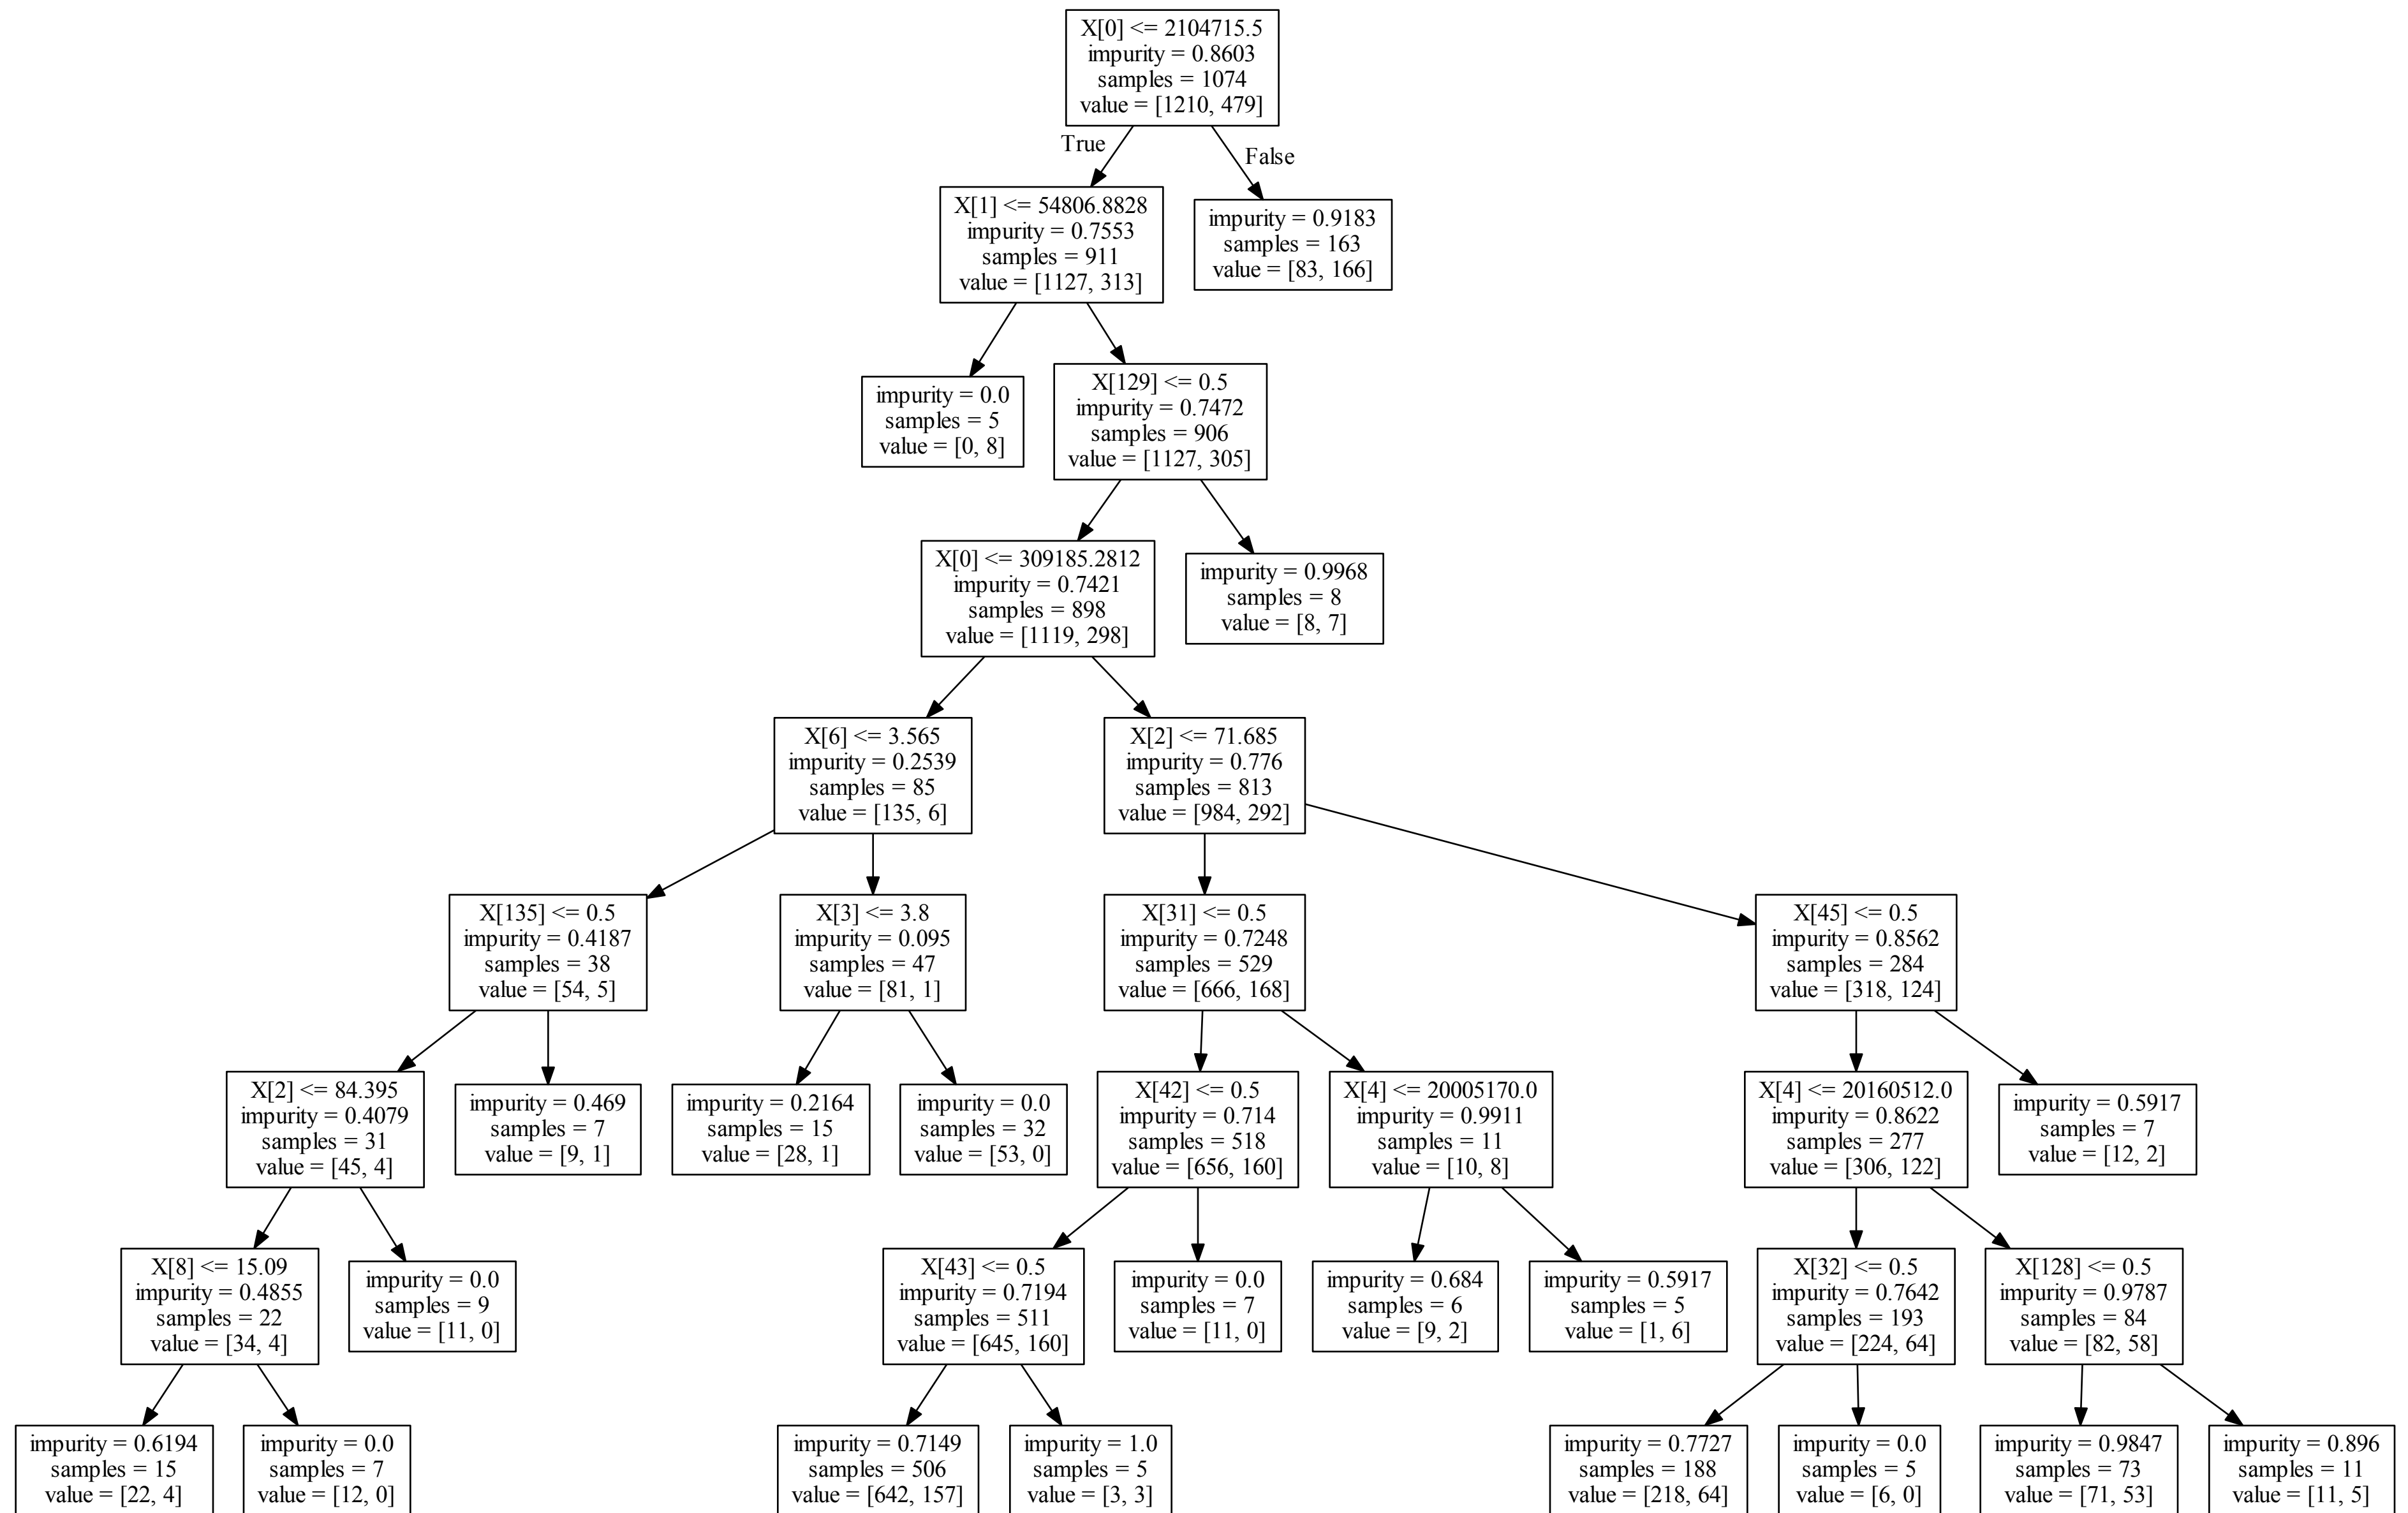 X[0] <= 2104715.5
impurity = 0.8603
samples = 1074
value = [1210, 479]
True
False
X[1] <= 54806.8828
impurity = 0.7553
samples = 911
value = [1127, 313]
impurity = 0.9183
samples = 163
value = [83, 166]
impurity = 0.0
samples = 5
value = [0, 8]
X[129] <= 0.5
impurity = 0.7472
samples = 906
value = [1127, 305]
X[0] <= 309185.2812
impurity = 0.7421
samples = 898
value = [1119, 298]
impurity = 0.9968
samples = 8
value = [8, 7]
X[6] <= 3.565
impurity = 0.2539
samples = 85
value = [135, 6]
X[2] <= 71.685
impurity = 0.776
samples = 813
value = [984, 292]
X[135] <= 0.5
impurity = 0.4187
samples = 38
value = [54, 5]
X[3] <= 3.8
impurity = 0.095
samples = 47
value = [81, 1]
X[31] <= 0.5
impurity = 0.7248
samples = 529
value = [666, 168]
X[45] <= 0.5
impurity = 0.8562
samples = 284
value = [318, 124]
X[2] <= 84.395
impurity = 0.4079
samples = 31
value = [45, 4]
impurity = 0.469
samples = 7
value = [9, 1]
impurity = 0.2164
samples = 15
value = [28, 1]
impurity = 0.0
samples = 32
value = [53, 0]
X[42] <= 0.5
impurity = 0.714
samples = 518
value = [656, 160]
X[4] <= 20005170.0
impurity = 0.9911
samples = 11
value = [10, 8]
X[4] <= 20160512.0
impurity = 0.8622
samples = 277
value = [306, 122]
impurity = 0.5917
samples = 7
value = [12, 2]
X[8] <= 15.09
impurity = 0.4855
samples = 22
value = [34, 4]
impurity = 0.0
samples = 9
value = [11, 0]
X[43] <= 0.5
impurity = 0.7194
samples = 511
value = [645, 160]
impurity = 0.0
samples = 7
value = [11, 0]
impurity = 0.684
samples = 6
value = [9, 2]
impurity = 0.5917
samples = 5
value = [1, 6]
X[32] <= 0.5
impurity = 0.7642
samples = 193
value = [224, 64]
X[128] <= 0.5
impurity = 0.9787
samples = 84
value = [82, 58]
impurity = 0.6194
samples = 15
value = [22, 4]
impurity = 0.0
samples = 7
value = [12, 0]
impurity = 0.7149
samples = 506
value = [642, 157]
impurity = 1.0
samples = 5
value = [3, 3]
impurity = 0.7727
samples = 188
value = [218, 64]
impurity = 0.0
samples = 5
value = [6, 0]
impurity = 0.9847
samples = 73
value = [71, 53]
impurity = 0.896
samples = 11
value = [11, 5]